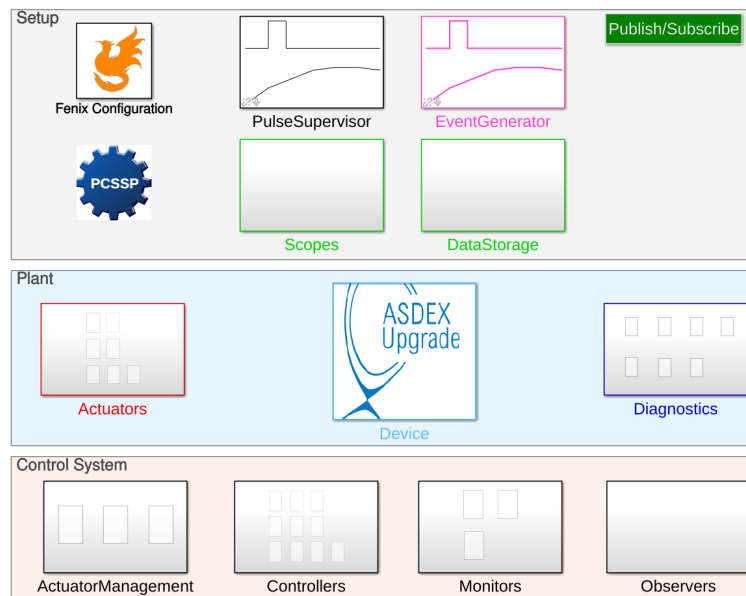 Setup
Publish/Subscribe
Fenix Configuration
PulseSupervisor
EventGenerator
PCSSP
Scopes
DataStorage
Plant
ASDEX
Upgrade
Actuators
Device
Diagnostics
Control System
ActuatorManagement
Controllers
Monitors
Observers